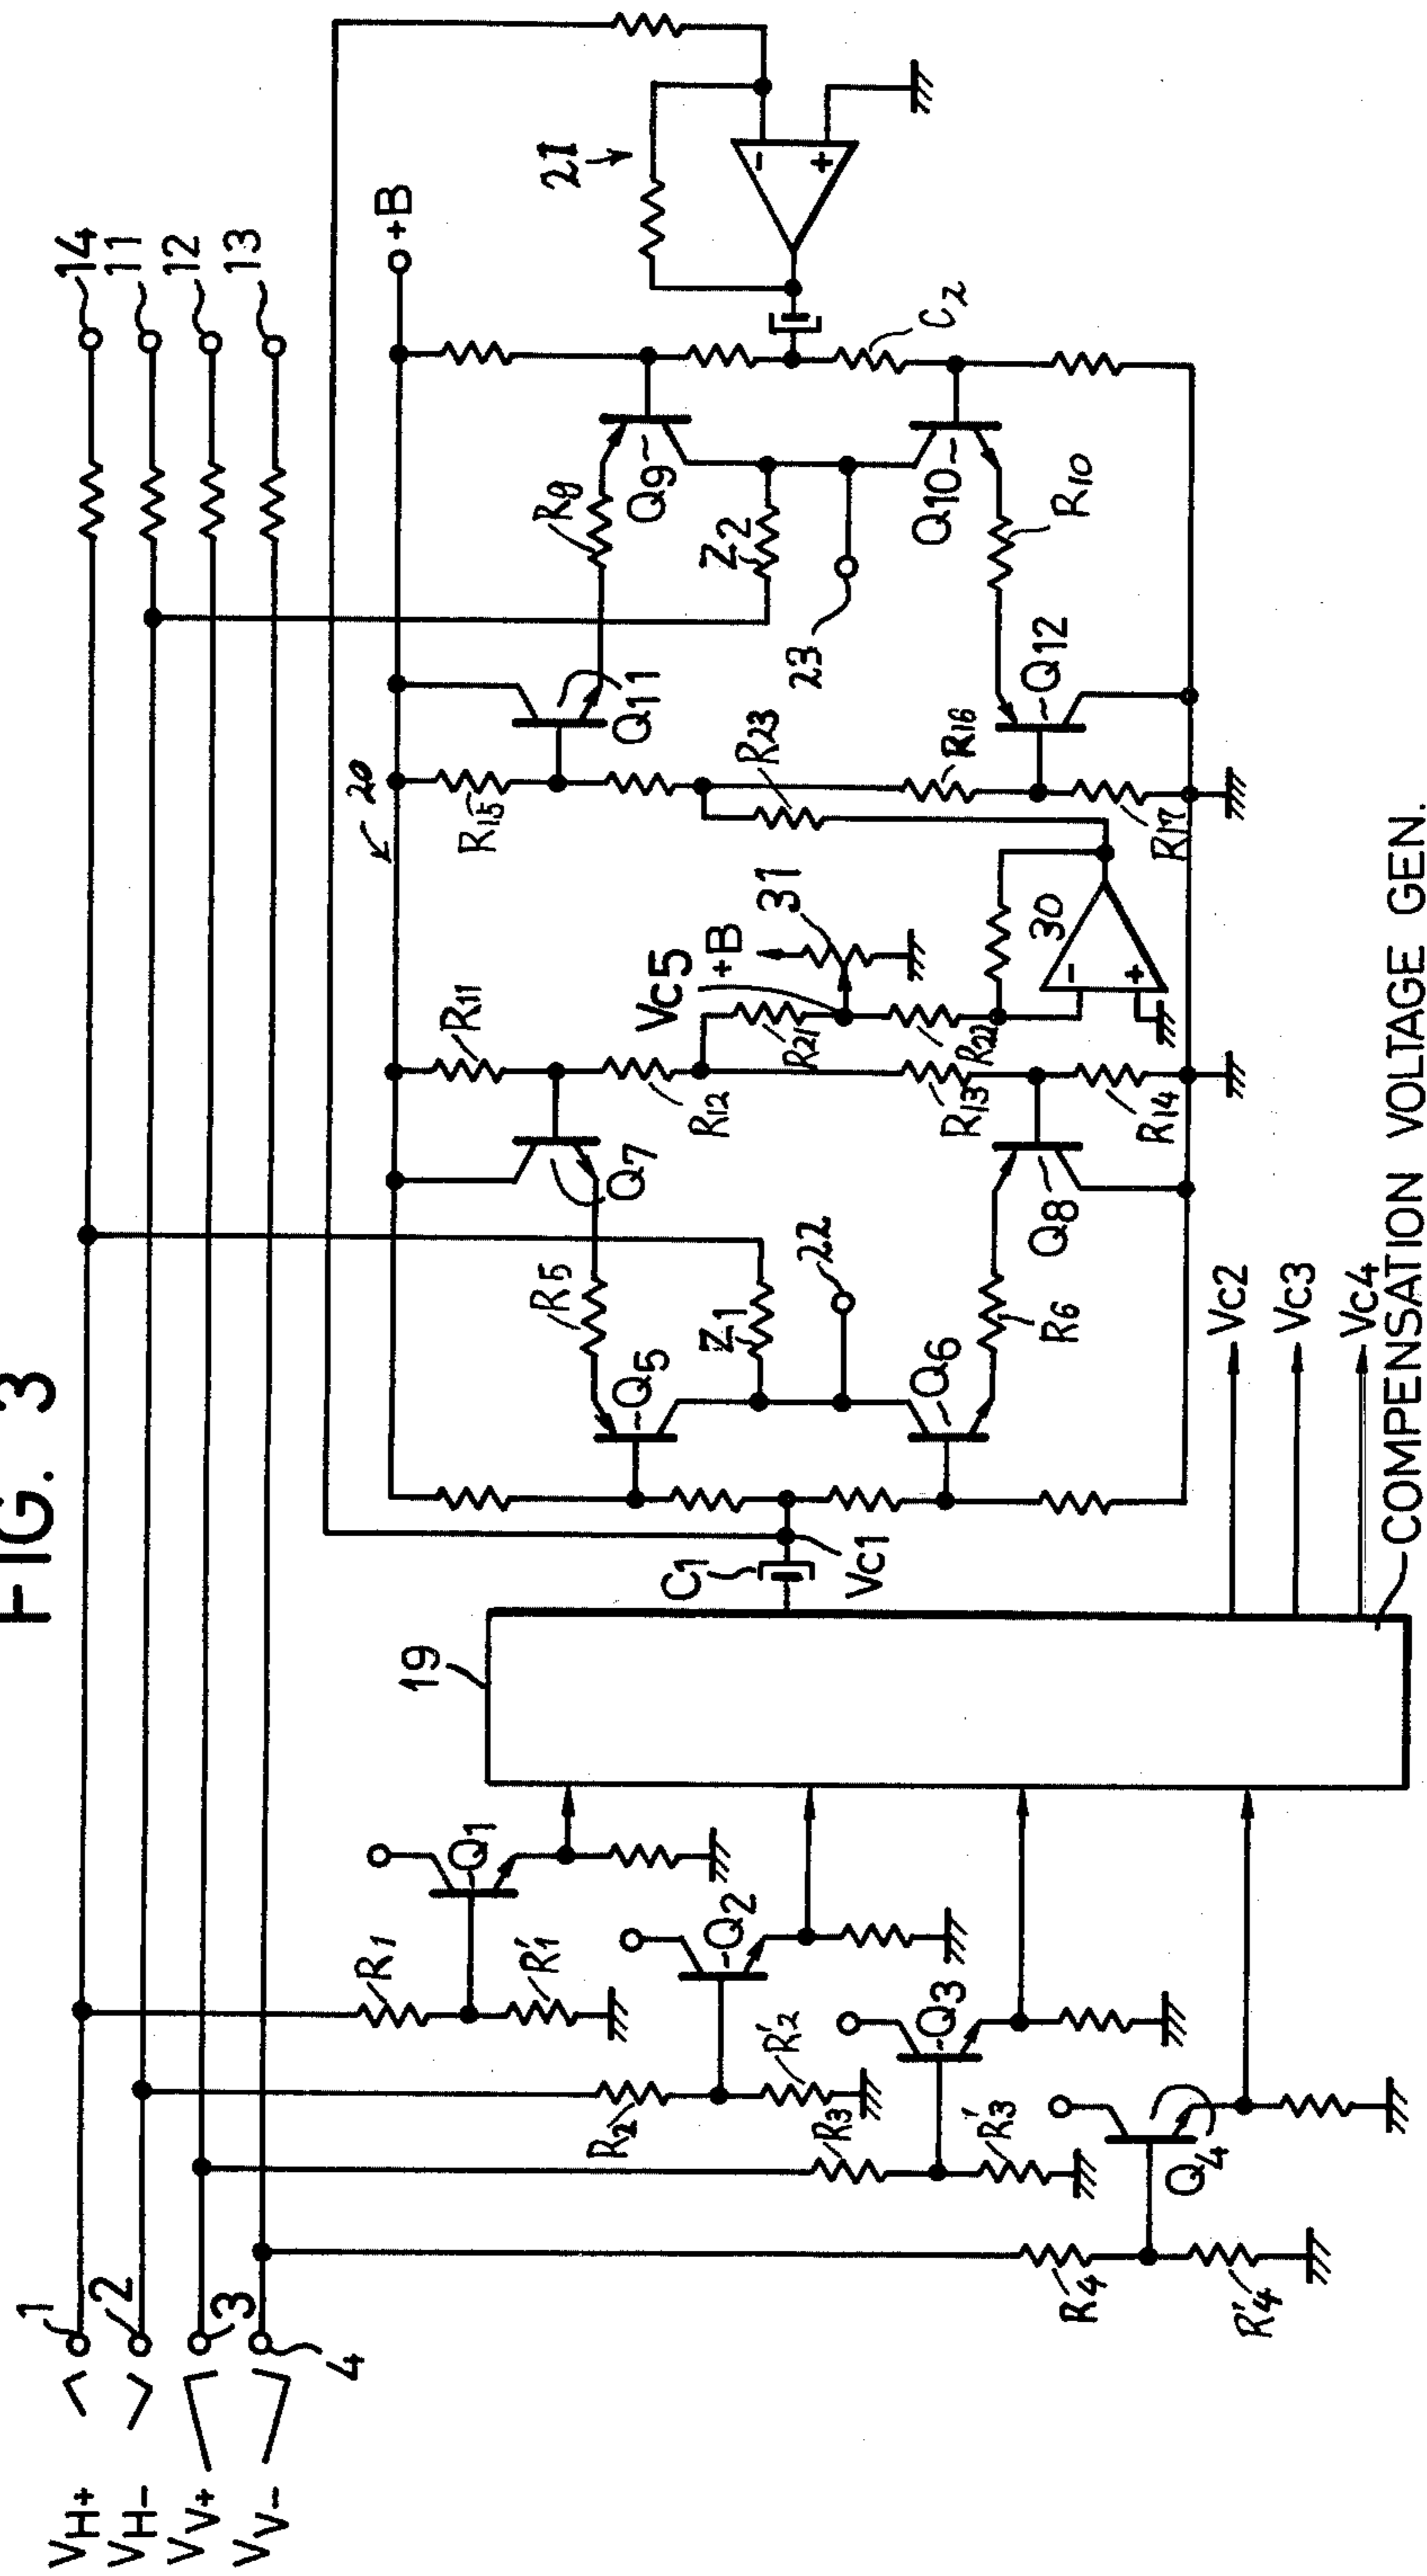 FIG. 3
VH+
VH-
VV+
VV-
1
2
3
4
14
11
12
13
R1
R'1
Q1
R2
R'2
Q2
R3
R'3
Q3
R4
R'4
Q4
19
COMPENSATION VOLTAGE GEN.
Vc2
Vc3
Vc4
C1
Vc1
20
+B
Q5
R5
Q7
R11
R12
Z1
22
Q6
R6
Q8
R13
R14
Vc5
+B
31
R21
R22
30
-
+
R23
R15
R16
R17
Q11
R9
Q9
Z2
23
Q12
R10
Q10
C2
21
-
+